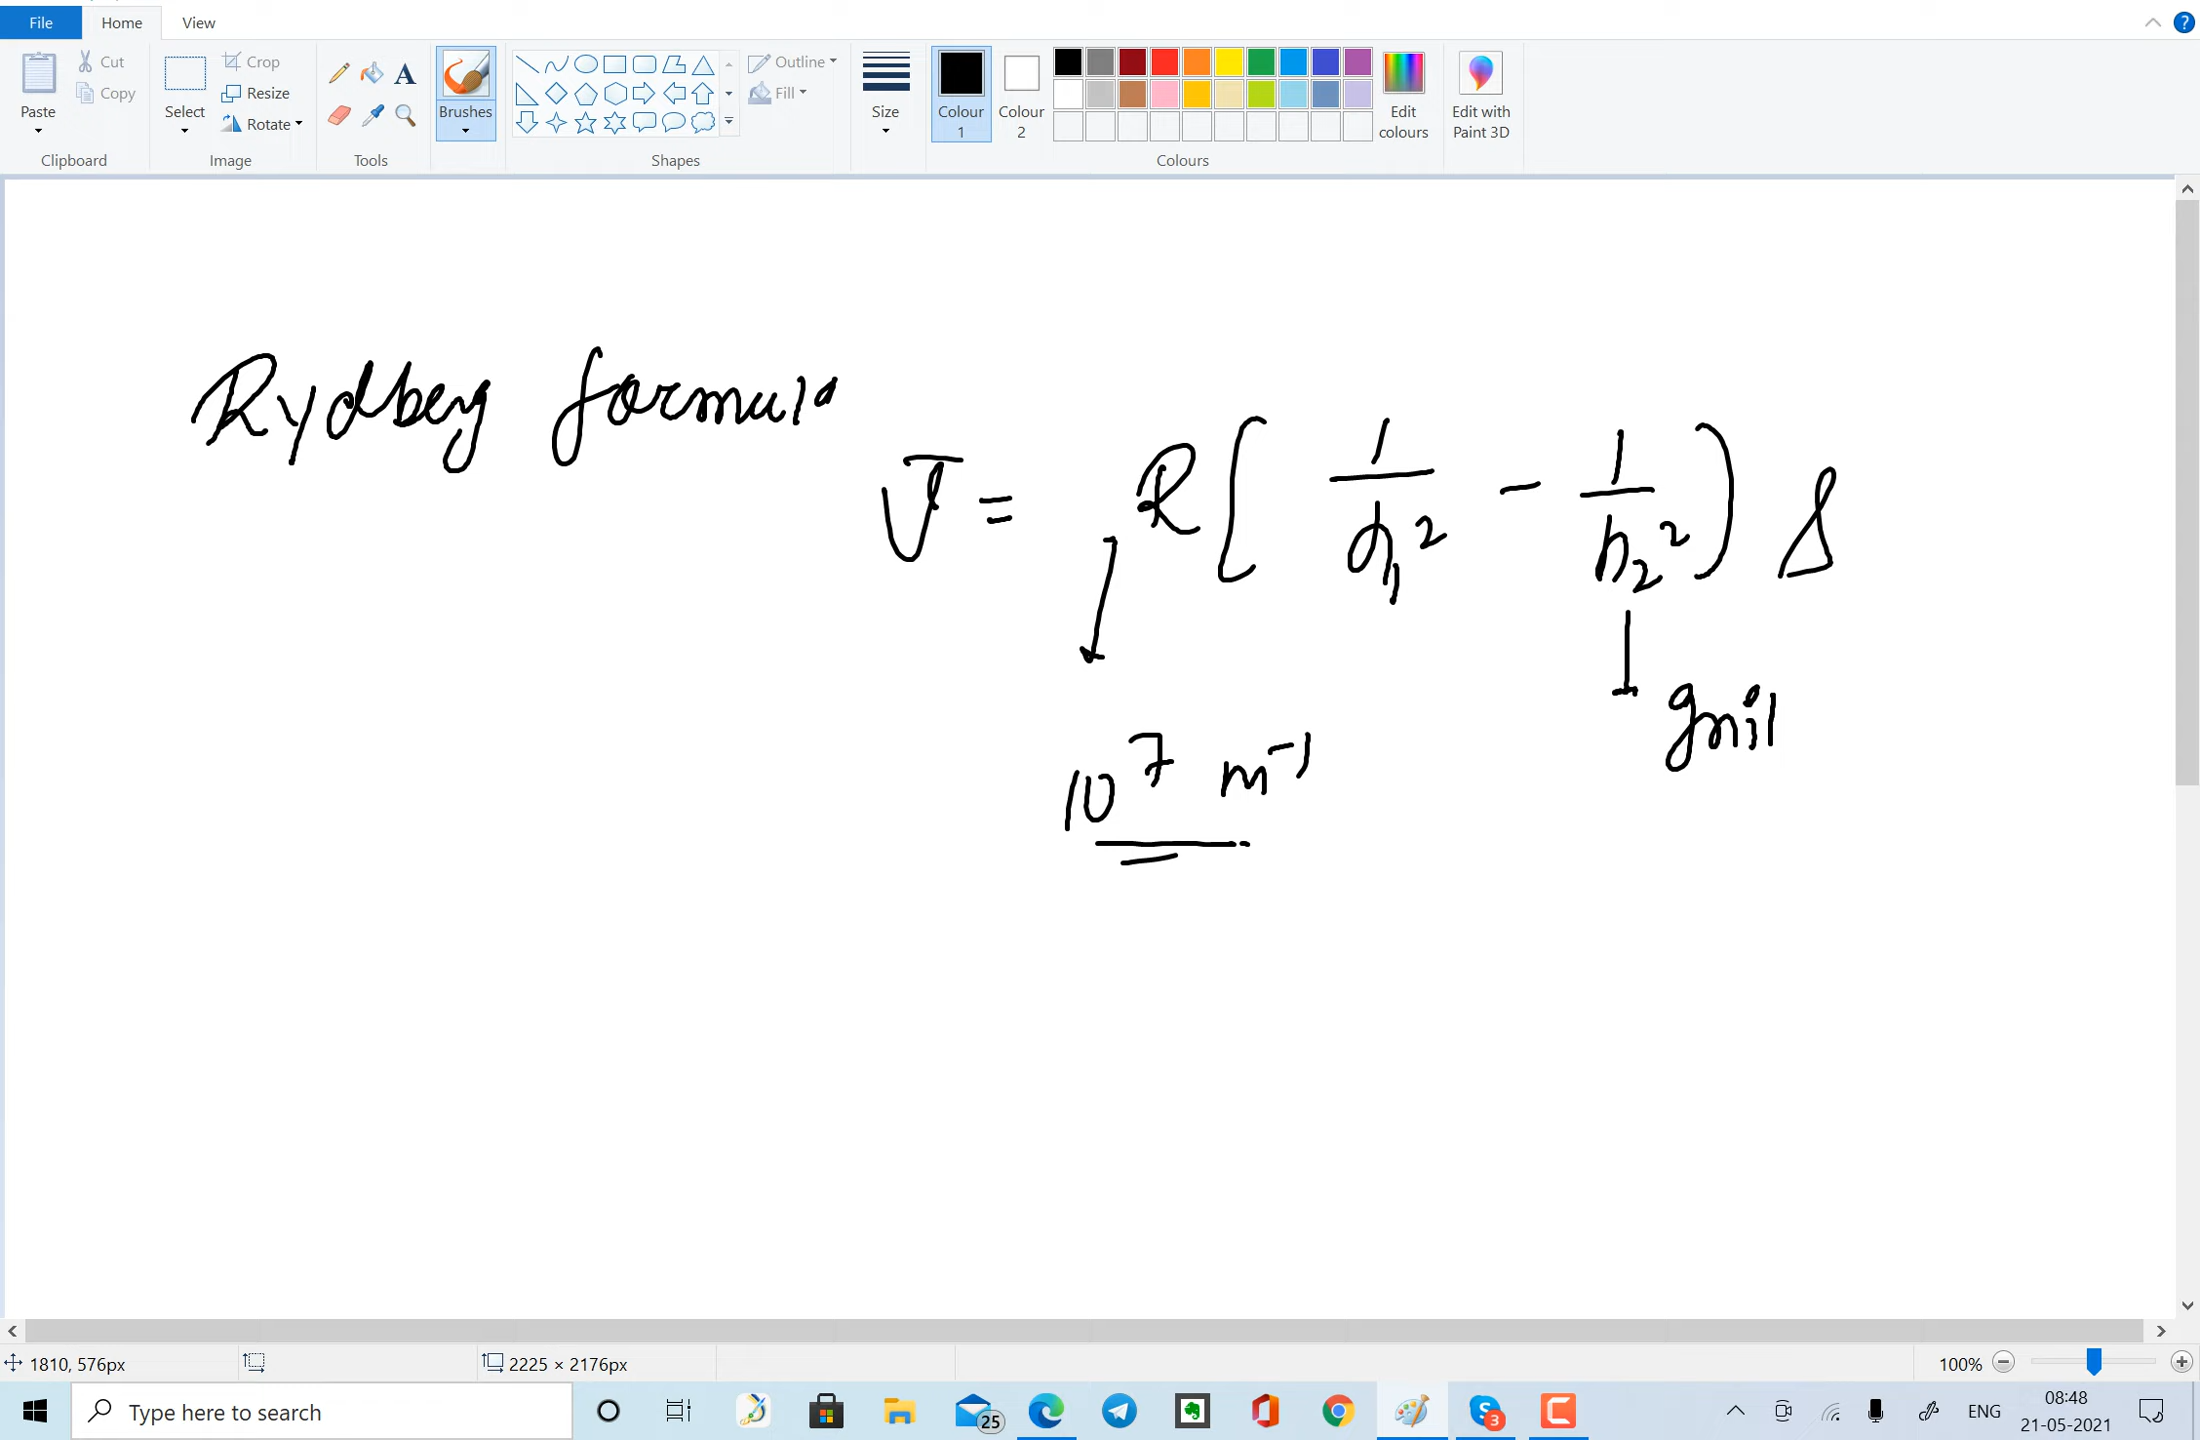 File Home View
Paste Cut Copy Clipboard
Select Crop Resize Rotate Image
Tools
Brushes
Shapes
Outline Fill
Size
Colour 1 Colour 2
Edit colours
Colours
Edit with Paint 3D
Rydberg formula
V̄ = R[ 1/n₁² - 1/n₂² )
10⁷ m⁻¹
1810, 576px
2225 × 2176px
100%
Type here to search
25
3
ENG
08:48
21-05-2021